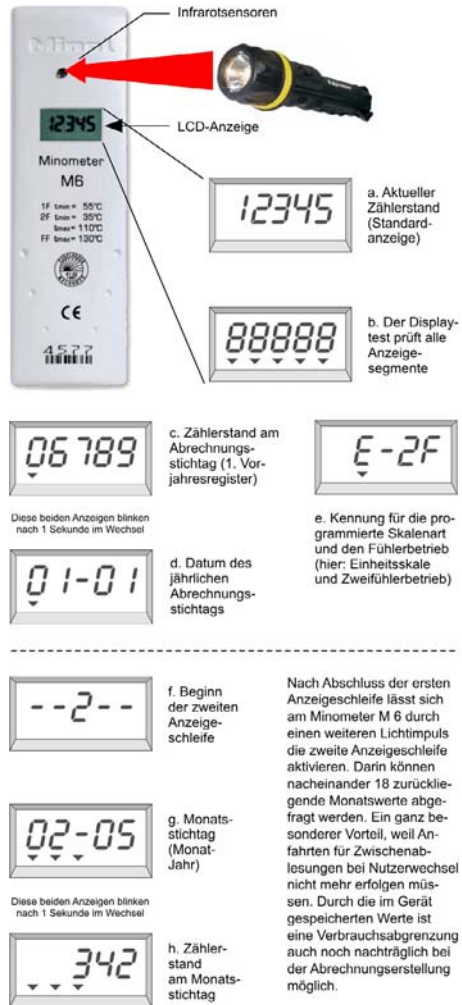 Infrarotsensoren
Minol
12345
LCD-Anzeige
Minometer
M6
1F tmin = 55°C
2F tmin = 35°C
tmax = 110°C
FF tmax = 130°C
CE
4577
12345
a. Aktueller
Zählerstand
(Standard-
anzeige)
88888
b. Der Display-
test prüft alle
Anzeige-
segmente
06789
c. Zählerstand am
Abrechnungs-
stichtag (1. Vor-
jahresregister)
Diese beiden Anzeigen blinken
nach 1 Sekunde im Wechsel
01-01
d. Datum des
jährlichen
Abrechnungs-
stichtags
E-2F
e. Kennung für die pro-
grammierte Skalenart
und den Fühlerbetrieb
(hier: Einheitsskale
und Zweifühlerbetrieb)
--2--
f. Beginn
der zweiten
Anzeige-
schleife
02-05
g. Monats-
stichtag
(Monat-
Jahr)
Diese beiden Anzeigen blinken
nach 1 Sekunde im Wechsel
342
h. Zähler-
stand
am Monats-
stichtag
Nach Abschluss der ersten
Anzeigeschleife lässt sich
am Minometer M 6 durch
einen weiteren Lichtimpuls
die zweite Anzeigeschleife
aktivieren. Darin können
nacheinander 18 zurücklie-
gende Monatswerte abge-
fragt werden. Ein ganz be-
sonderer Vorteil, weil An-
fahrten für Zwischenab-
lesungen bei Nutzerwechsel
nicht mehr erfolgen müs-
sen. Durch die im Gerät
gespeicherten Werte ist
eine Verbrauchsabgrenzung
auch noch nachträglich bei
der Abrechnungserstellung
möglich.